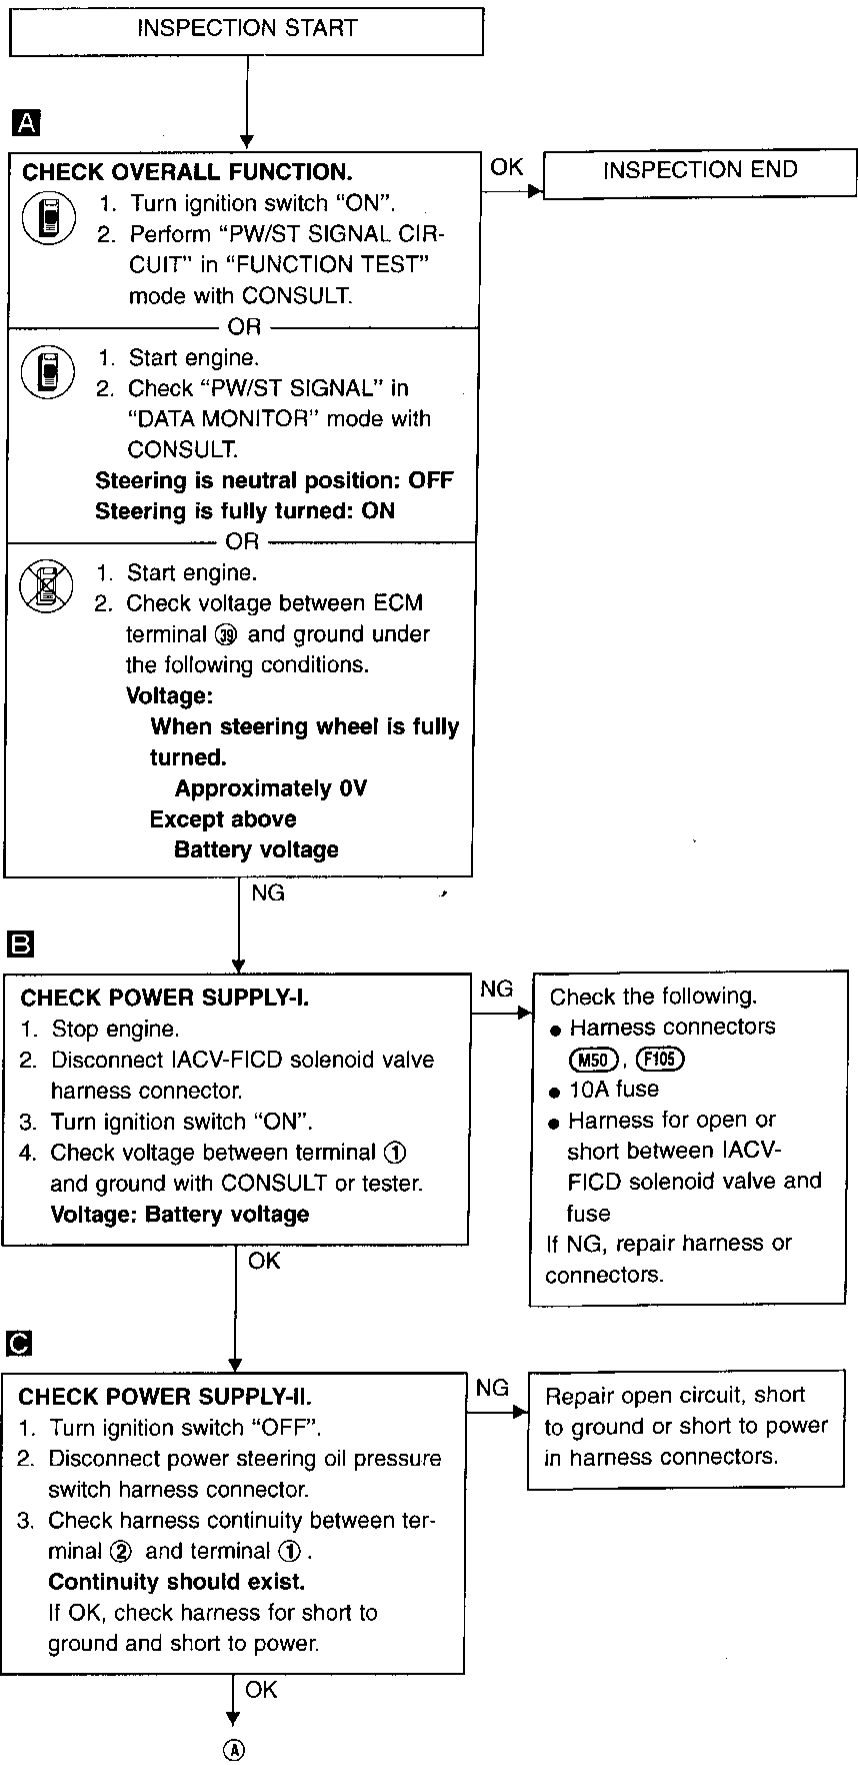 INSPECTION START
A
CHECK OVERALL FUNCTION.
1. Turn ignition switch “ON”.
2. Perform “PW/ST SIGNAL CIR-
CUIT” in “FUNCTION TEST”
mode with CONSULT.
OR
1. Start engine.
2. Check “PW/ST SIGNAL” in
“DATA MONITOR” mode with
CONSULT.
Steering is neutral position: OFF
Steering is fully turned: ON
OR
1. Start engine.
2. Check voltage between ECM
terminal 39 and ground under
the following conditions.
Voltage:
When steering wheel is fully
turned.
Approximately 0V
Except above
Battery voltage
OK
INSPECTION END
NG
B
CHECK POWER SUPPLY-I.
1. Stop engine.
2. Disconnect IACV-FICD solenoid valve
harness connector.
3. Turn ignition switch “ON”.
4. Check voltage between terminal ①
and ground with CONSULT or tester.
Voltage: Battery voltage
NG
Check the following.
● Harness connectors
M50, F105
● 10A fuse
● Harness for open or
short between IACV-
FICD solenoid valve and
fuse
If NG, repair harness or
connectors.
OK
C
CHECK POWER SUPPLY-II.
1. Turn ignition switch “OFF”.
2. Disconnect power steering oil pressure
switch harness connector.
3. Check harness continuity between ter-
minal ② and terminal ①.
Continuity should exist.
If OK, check harness for short to
ground and short to power.
NG
Repair open circuit, short
to ground or short to power
in harness connectors.
OK
Ⓐ